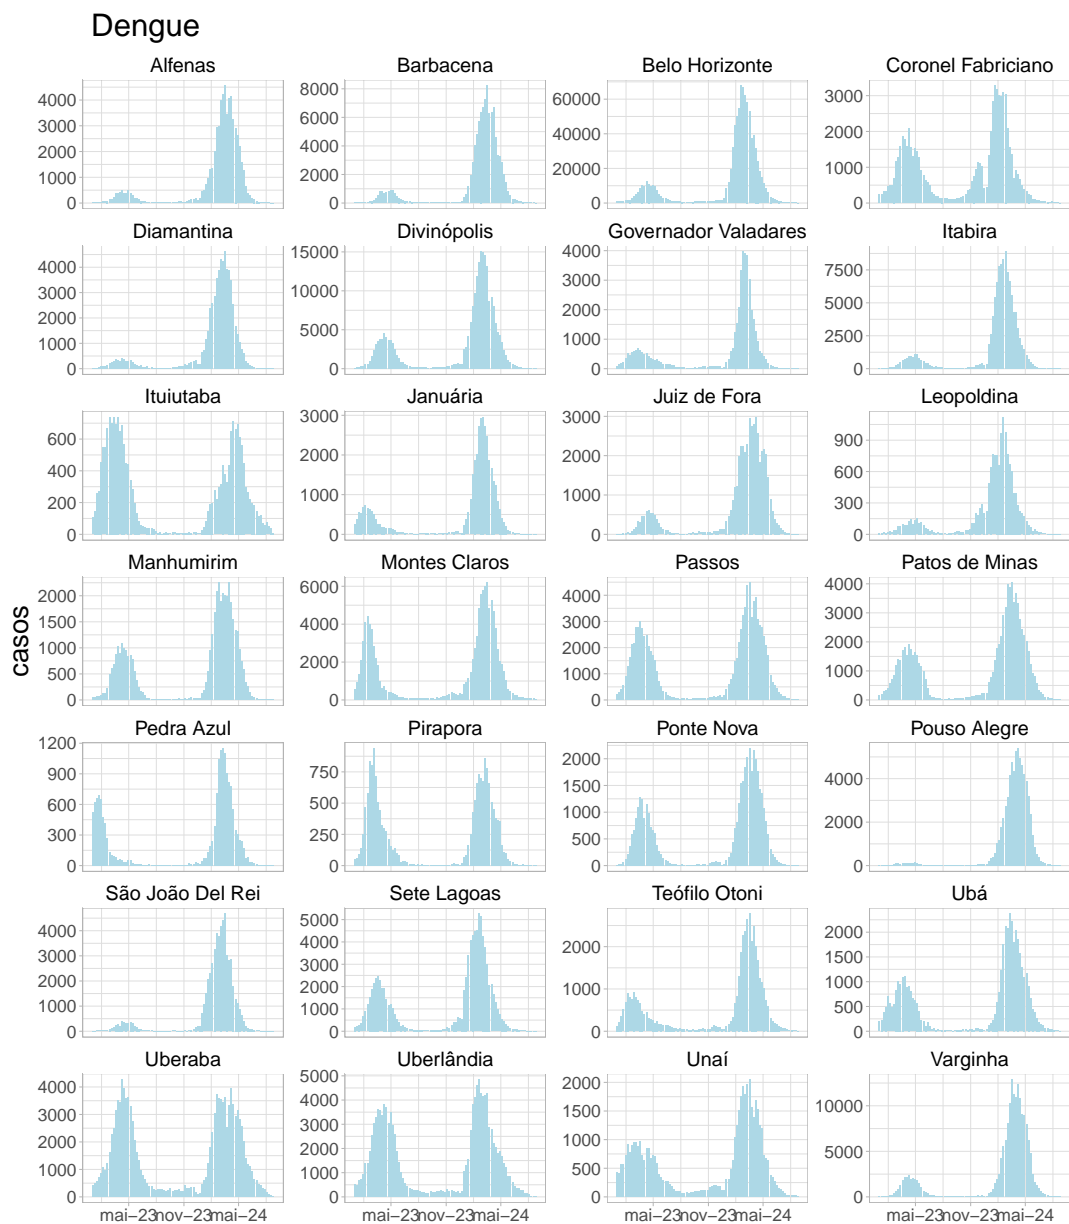 Dengue
Alfenas Barbacena Belo Horizonte Coronel Fabriciano
4000 3000 2000 1000 0
8000 6000 4000 2000 0
60000 40000 20000 0
3000 2000 1000 0
Diamantina Divinópolis Governador Valadares Itabira
4000 3000 2000 1000 0
15000 10000 5000 0
4000 3000 2000 1000 0
7500 5000 2500 0
Ituiutaba Januária Juiz de Fora Leopoldina
600 400 200 0
3000 2000 1000 0
3000 2000 1000 0
900 600 300 0
casos
Manhumirim Montes Claros Passos Patos de Minas
2000 1500 1000 500 0
6000 4000 2000 0
4000 3000 2000 1000 0
4000 3000 2000 1000 0
Pedra Azul Pirapora Ponte Nova Pouso Alegre
1200 900 600 300 0
750 500 250 0
2000 1500 1000 500 0
4000 2000 0
São João Del Rei Sete Lagoas Teófilo Otoni Ubá
4000 3000 2000 1000 0
5000 4000 3000 2000 1000 0
2000 1000 0
2000 1500 1000 500 0
Uberaba Uberlândia Unaí Varginha
4000 3000 2000 1000 0
5000 4000 3000 2000 1000 0
2000 1500 1000 500 0
10000 5000 0
mai–23 nov–23 mai–24 mai–23 nov–23 mai–24 mai–23 nov–23 mai–24 mai–23 nov–23 mai–24